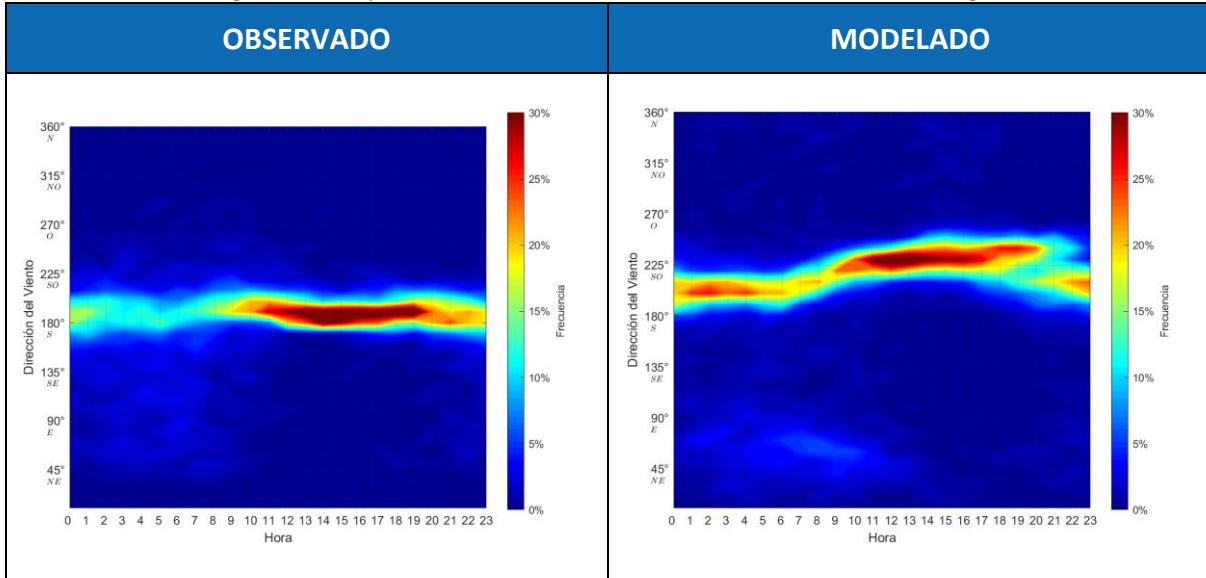 OBSERVADO
MODELADO
360°
N
315°
NO
270°
O
225°
SO
180°
S
135°
SE
90°
E
45°
NE
Dirección del Viento
0 1 2 3 4 5 6 7 8 9 10 11 12 13 14 15 16 17 18 19 20 21 22 23
Hora
30%
25%
20%
15%
10%
5%
0%
Frecuencia
360°
N
315°
NO
270°
O
225°
SO
180°
S
135°
SE
90°
E
45°
NE
Dirección del Viento
0 1 2 3 4 5 6 7 8 9 10 11 12 13 14 15 16 17 18 19 20 21 22 23
Hora
30%
25%
20%
15%
10%
5%
0%
Frecuencia